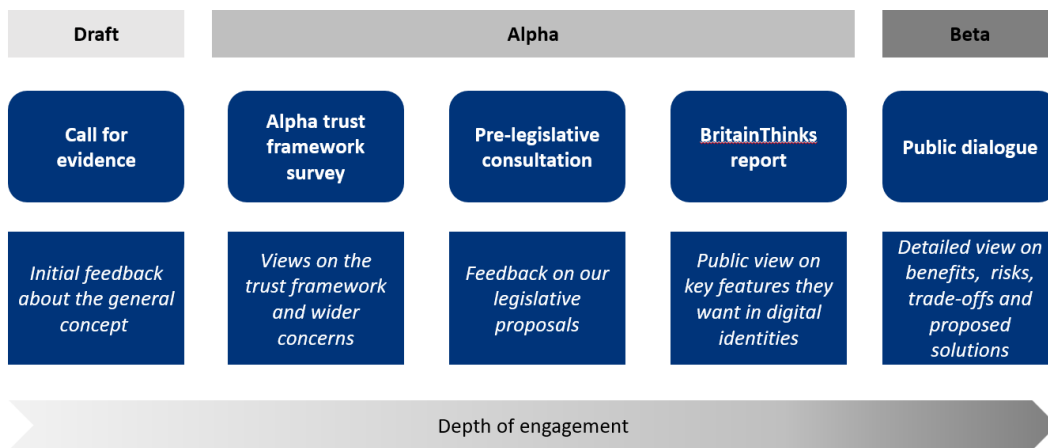 Draft
Alpha
Beta
Call for
evidence
Alpha trust
framework
survey
Pre-legislative
consultation
BritainThinks
report
Public dialogue
Initial feedback
about the general
concept
Views on the
trust framework
and wider
concerns
Feedback on our
legislative
proposals
Public view on
key features they
want in digital
identities
Detailed view on
benefits, risks,
trade-offs and
proposed
solutions
Depth of engagement